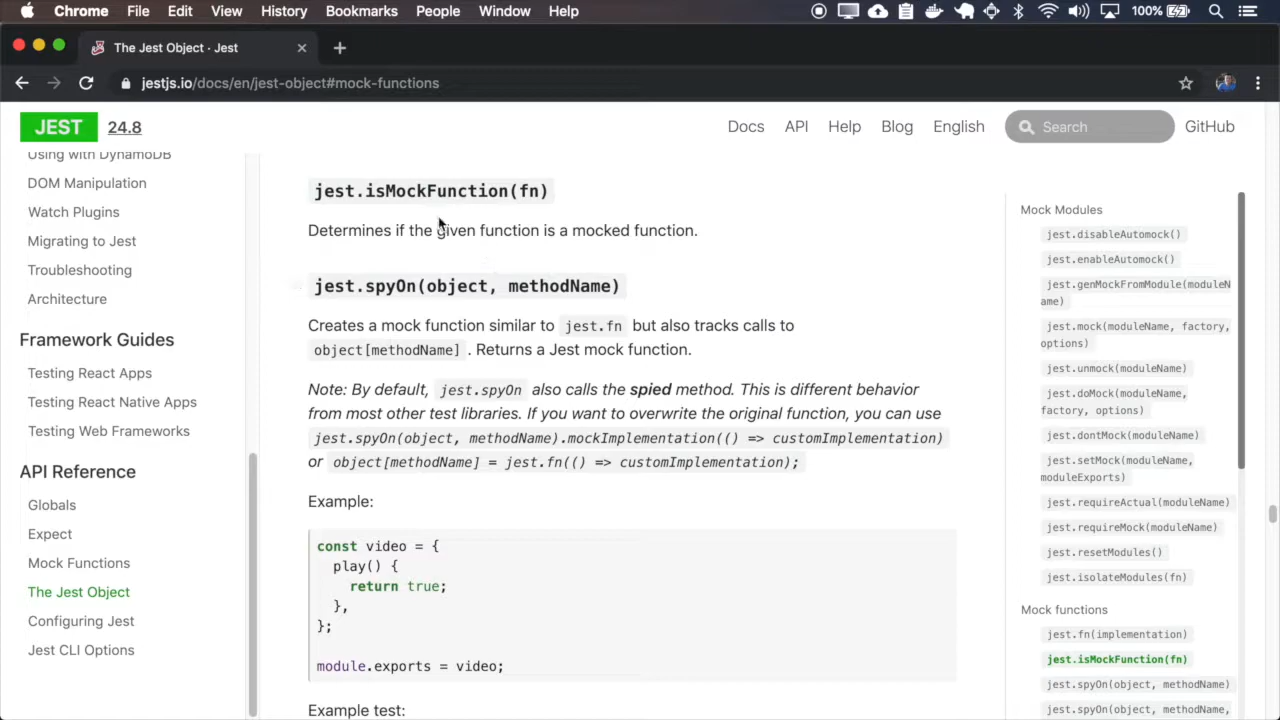 Chrome File Edit View History Bookmarks People Window Help 100%
The Jest Object · Jest
jestjs.io/docs/en/jest-object#mock-functions
JEST 24.8 Docs API Help Blog English Search GitHub
Using with DynamoDB
DOM Manipulation
Watch Plugins
Migrating to Jest
Troubleshooting
Architecture
Framework Guides
Testing React Apps
Testing React Native Apps
Testing Web Frameworks
API Reference
Globals
Expect
Mock Functions
The Jest Object
Configuring Jest
Jest CLI Options
jest.isMockFunction(fn)
Determines if the given function is a mocked function.
jest.spyOn(object, methodName)
Creates a mock function similar to jest.fn but also tracks calls to
object[methodName] . Returns a Jest mock function.
Note: By default, jest.spyOn also calls the spied method. This is different behavior
from most other test libraries. If you want to overwrite the original function, you can use
jest.spyOn(object, methodName).mockImplementation(() => customImplementation)
or object[methodName] = jest.fn(() => customImplementation);
Example:
const video = {
play() {
return true;
},
};
module.exports = video;
Example test:
Mock Modules
jest.disableAutomock()
jest.enableAutomock()
jest.genMockFromModule(moduleN
ame)
jest.mock(moduleName, factory,
options)
jest.unmock(moduleName)
jest.doMock(moduleName,
factory, options)
jest.dontMock(moduleName)
jest.setMock(moduleName,
moduleExports)
jest.requireActual(moduleName)
jest.requireMock(moduleName)
jest.resetModules()
jest.isolateModules(fn)
Mock functions
jest.fn(implementation)
jest.isMockFunction(fn)
jest.spyOn(object, methodName)
jest.spyOn(object, methodName,